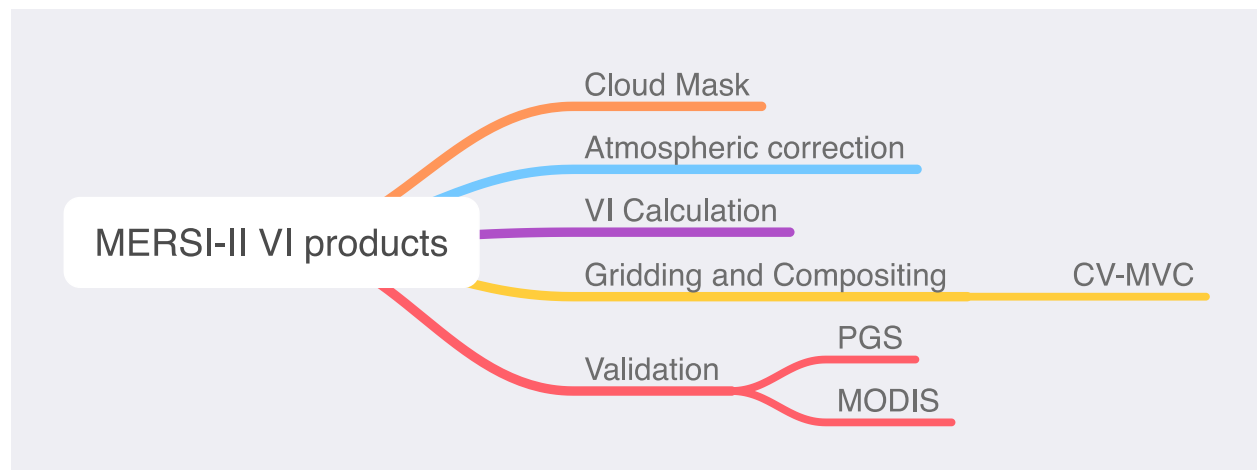 Cloud Mask
Atmospheric correction
MERSI-II VI products
VI Calculation
Gridding and Compositing
CV-MVC
Validation
PGS
MODIS